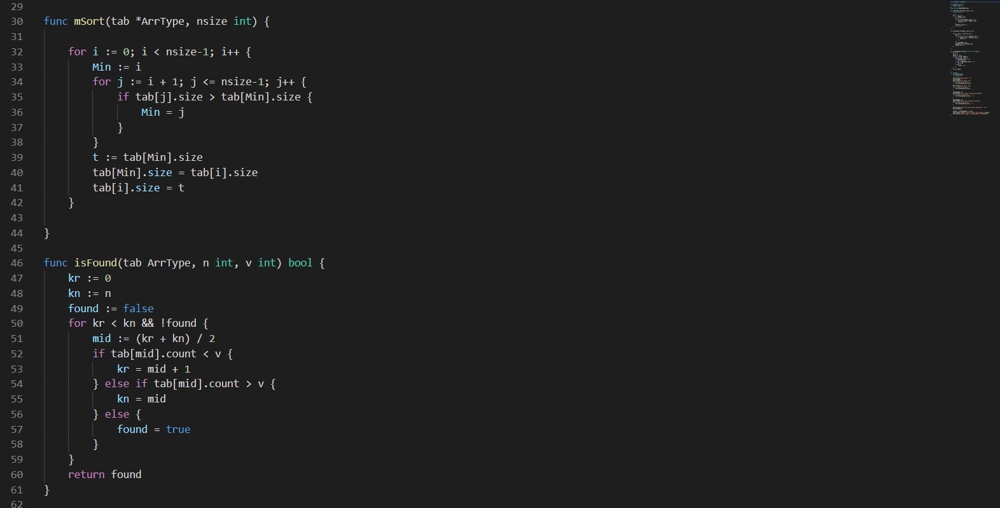 29
30 func mSort(tab *ArrType, nsize int) {
31
32     for i := 0; i < nsize-1; i++ {
33         Min := i
34         for j := i + 1; j <= nsize-1; j++ {
35             if tab[j].size > tab[Min].size {
36                 Min = j
37             }
38         }
39         t := tab[Min].size
40         tab[Min].size = tab[i].size
41         tab[i].size = t
42     }
43
44 }
45
46 func isFound(tab ArrType, n int, v int) bool {
47     kr := 0
48     kn := n
49     found := false
50     for kr < kn && !found {
51         mid := (kr + kn) / 2
52         if tab[mid].count < v {
53             kr = mid + 1
54         } else if tab[mid].count > v {
55             kn = mid
56         } else {
57             found = true
58         }
59     }
60     return found
61 }
62